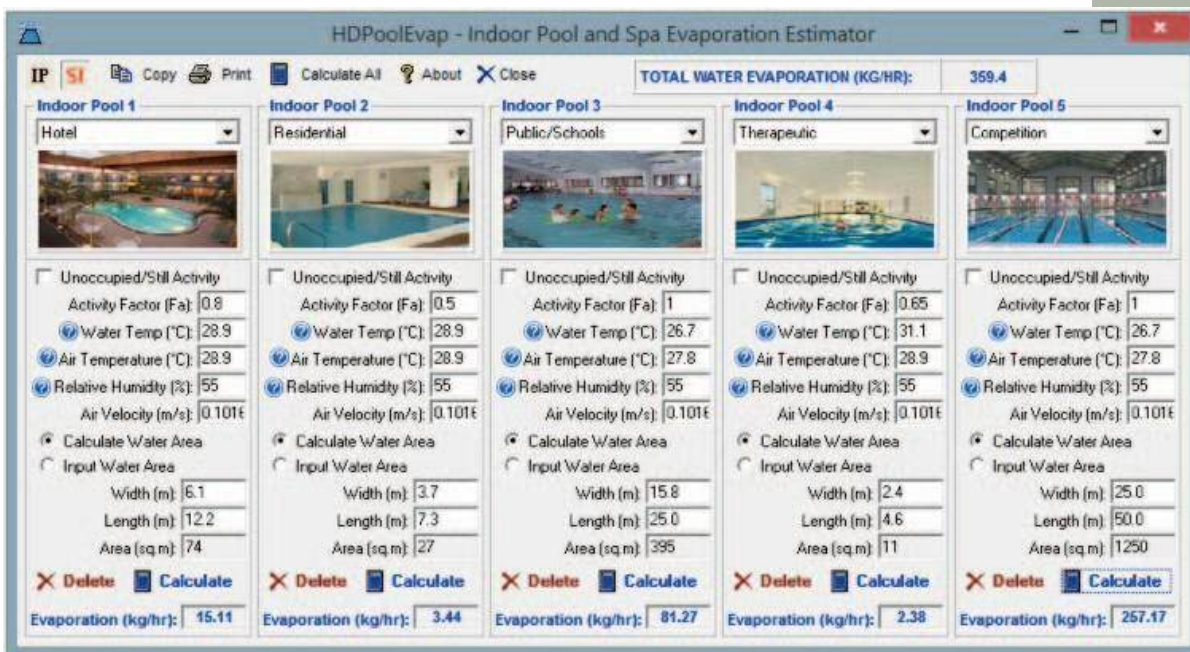 HDPoolEvap - Indoor Pool and Spa Evaporation Estimator
IP SI Copy Print Calculate All ? About Close TOTAL WATER EVAPORATION (KG/HR): 359.4
Indoor Pool 1
Hotel
Unoccupied/Still Activity
Activity Factor (Fa): 0.8
Water Temp (°C): 28.9
Air Temperature (°C): 28.9
Relative Humidity (%): 55
Air Velocity (m/s): 0.1016
Calculate Water Area
Input Water Area
Width (m): 6.1
Length (m): 12.2
Area (sq.m): 74
Delete Calculate
Evaporation (kg/hr): 15.11
Indoor Pool 2
Residential
Unoccupied/Still Activity
Activity Factor (Fa): 0.5
Water Temp (°C): 28.9
Air Temperature (°C): 28.9
Relative Humidity (%): 55
Air Velocity (m/s): 0.1016
Calculate Water Area
Input Water Area
Width (m): 3.7
Length (m): 7.3
Area (sq.m): 27
Delete Calculate
Evaporation (kg/hr): 3.44
Indoor Pool 3
Public/Schools
Unoccupied/Still Activity
Activity Factor (Fa): 1
Water Temp (°C): 26.7
Air Temperature (°C): 27.8
Relative Humidity (%): 55
Air Velocity (m/s): 0.1016
Calculate Water Area
Input Water Area
Width (m): 15.8
Length (m): 25.0
Area (sq.m): 395
Delete Calculate
Evaporation (kg/hr): 81.27
Indoor Pool 4
Therapeutic
Unoccupied/Still Activity
Activity Factor (Fa): 0.65
Water Temp (°C): 31.1
Air Temperature (°C): 28.9
Relative Humidity (%): 55
Air Velocity (m/s): 0.1016
Calculate Water Area
Input Water Area
Width (m): 2.4
Length (m): 4.6
Area (sq.m): 11
Delete Calculate
Evaporation (kg/hr): 2.38
Indoor Pool 5
Competition
Unoccupied/Still Activity
Activity Factor (Fa): 1
Water Temp (°C): 26.7
Air Temperature (°C): 27.8
Relative Humidity (%): 55
Air Velocity (m/s): 0.1016
Calculate Water Area
Input Water Area
Width (m): 25.0
Length (m): 50.0
Area (sq.m): 1250
Delete Calculate
Evaporation (kg/hr): 257.17